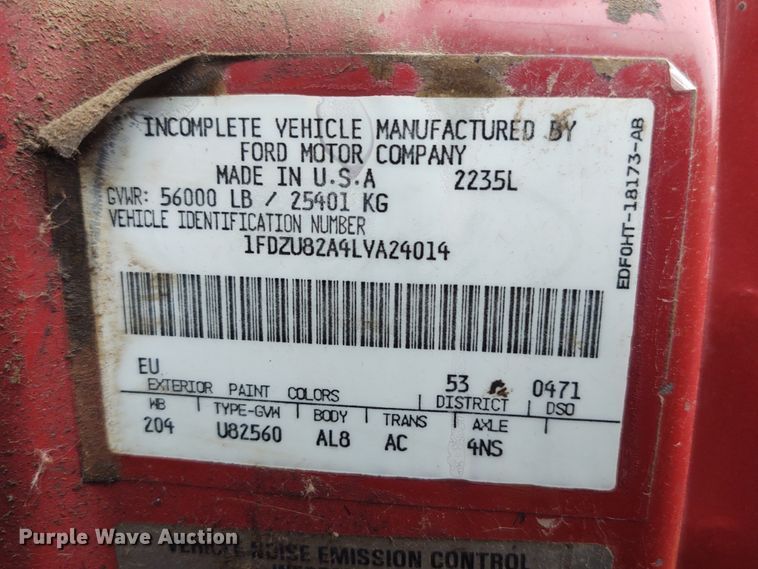 INCOMPLETE VEHICLE MANUFACTURED BY
FORD MOTOR COMPANY
MADE IN U.S.A 2235L
GVWR: 56000 LB / 25401 KG
VEHICLE IDENTIFICATION NUMBER
1FDZU82A4LVA24014
EDF0HT-18173-AB
EU 53 0471
EXTERIOR PAINT COLORS DISTRICT DSO
WB TYPE-GVW BODY TRANS AXLE
204 U82560 AL8 AC 4NS
VEHICLE NOISE EMISSION CONTROL
Purple Wave Auction